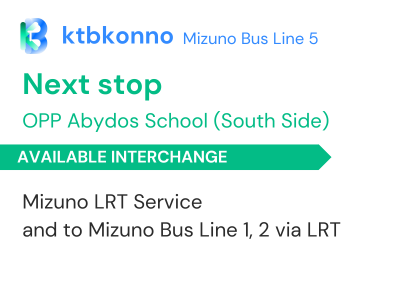 ktbkonno Mizuno Bus Line 5
Next stop
OPP Abydos School (South Side)
AVAILABLE INTERCHANGE
Mizuno LRT Service
and to Mizuno Bus Line 1, 2 via LRT